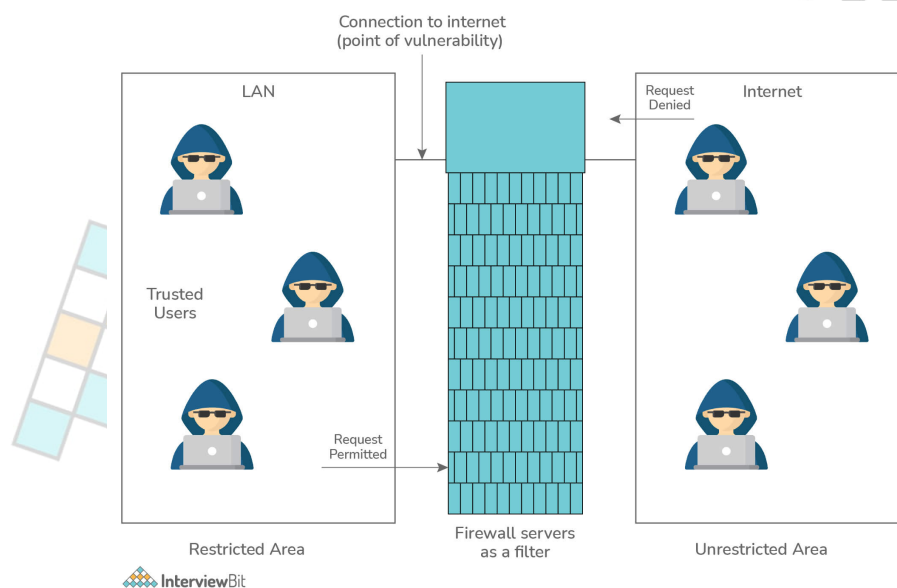 Connection to internet
(point of vulnerability)
LAN
Request
Denied
Internet
Trusted
Users
Request
Permitted
Firewall servers
as a filter
Restricted Area
Unrestricted Area
InterviewBit